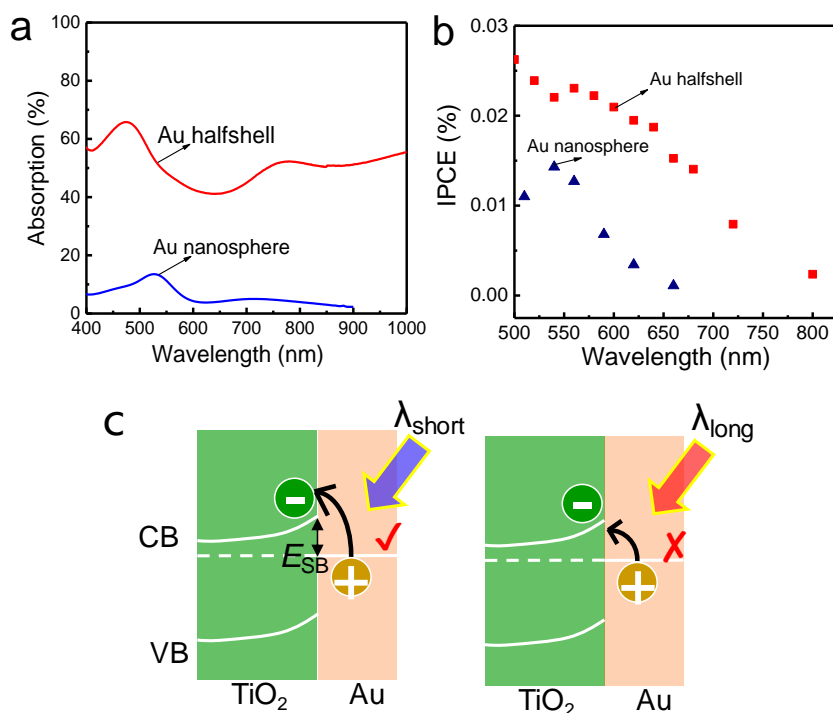 a
100
80
60
40
20
0
Absorption (%)
Au halfshell
Au nanosphere
400 500 600 700 800 900 1000
Wavelength (nm)
b
0.03
0.02
0.01
0.00
IPCE (%)
Au halfshell
Au nanosphere
500 550 600 650 700 750 800
Wavelength (nm)
c
λshort
CB
ESB
VB
TiO2 Au
λlong
TiO2 Au